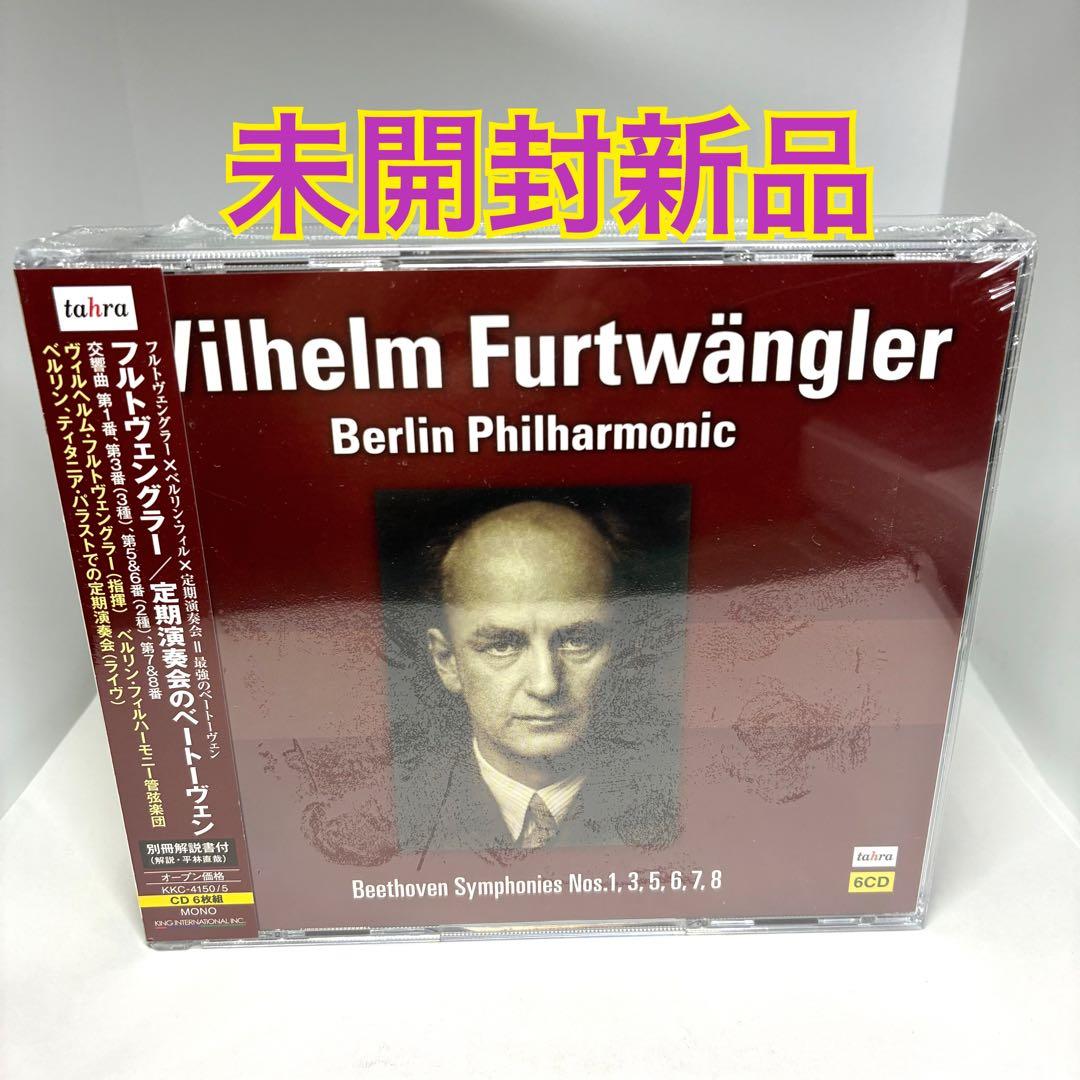 未開封新品
tahra
フルトヴェングラー×ベルリン・フィル×定期演奏会＝最強のベートーヴェン
フルトヴェングラー／定期演奏会のベートーヴェン
交響曲 第1番、第3番(3種)、第5&6番(2種)、第7&8番
ヴィルヘルム・フルトヴェングラー(指揮) ベルリン・フィルハーモニー管弦楽団
ベルリン、ティタニア・パラストでの定期演奏会(ライヴ)
別冊解説書付
(解説・平林直哉)
オープン価格
KKC-4150/5
CD 6枚組
MONO
KING INTERNATIONAL INC.
Wilhelm Furtwängler
Berlin Philharmonic
Beethoven Symphonies Nos.1, 3, 5, 6, 7, 8
tahra
6CD